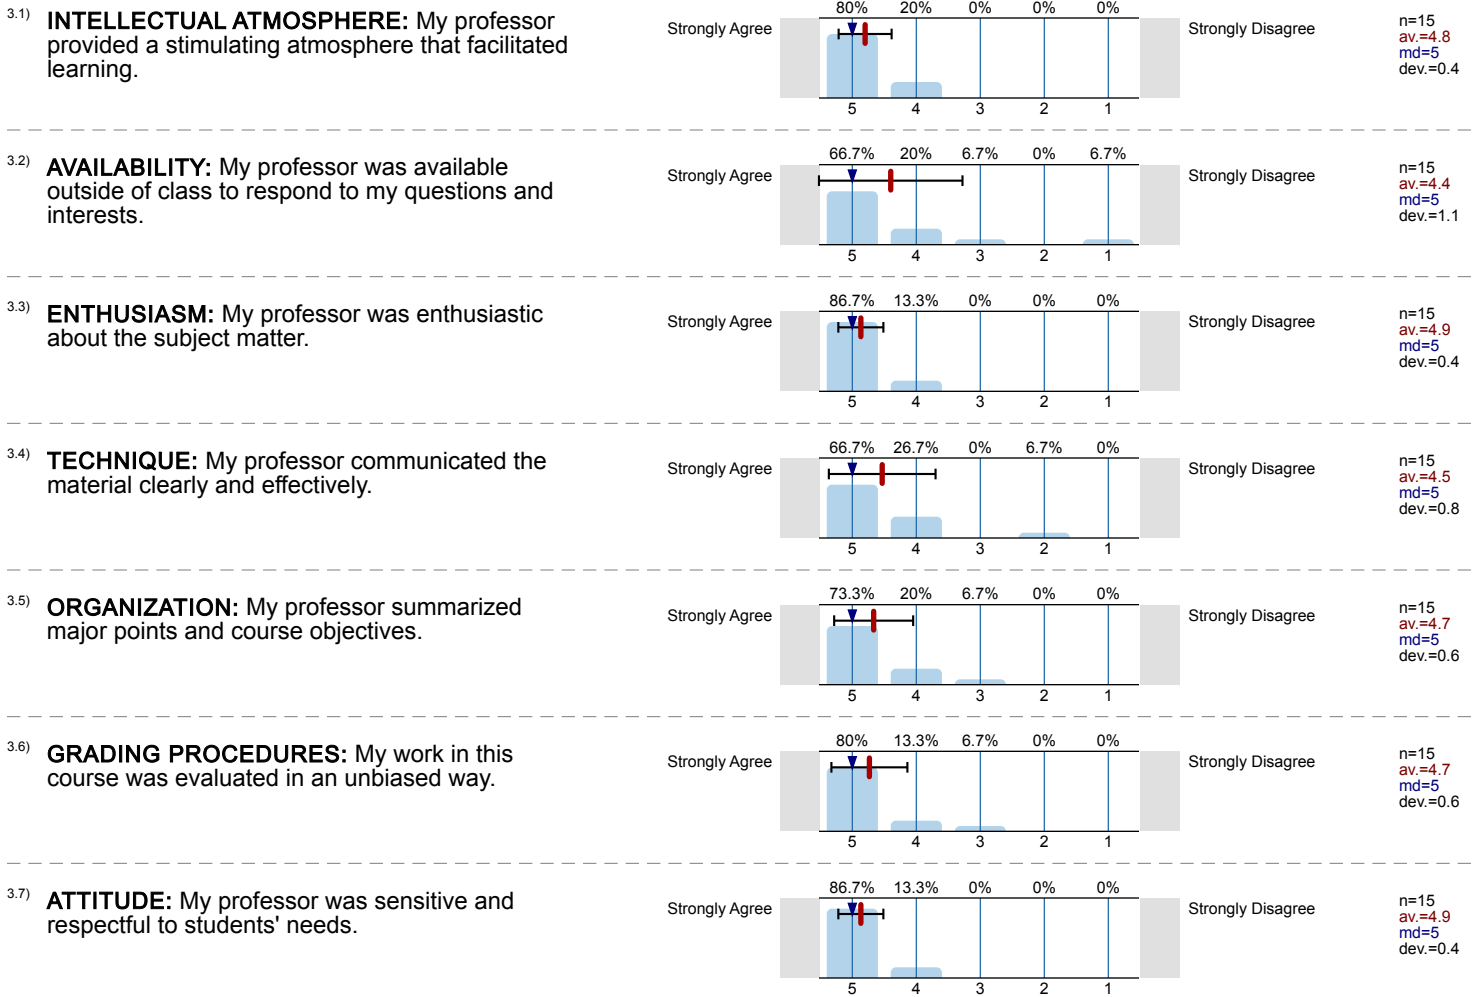 3.1) INTELLECTUAL ATMOSPHERE: My professor
provided a stimulating atmosphere that facilitated
learning.
Strongly Agree
80% 20% 0% 0% 0%
5 4 3 2 1
Strongly Disagree
n=15
av.=4.8
md=5
dev.=0.4
3.2) AVAILABILITY: My professor was available
outside of class to respond to my questions and
interests.
Strongly Agree
66.7% 20% 6.7% 0% 6.7%
5 4 3 2 1
Strongly Disagree
n=15
av.=4.4
md=5
dev.=1.1
3.3) ENTHUSIASM: My professor was enthusiastic
about the subject matter.
Strongly Agree
86.7% 13.3% 0% 0% 0%
5 4 3 2 1
Strongly Disagree
n=15
av.=4.9
md=5
dev.=0.4
3.4) TECHNIQUE: My professor communicated the
material clearly and effectively.
Strongly Agree
66.7% 26.7% 0% 6.7% 0%
5 4 3 2 1
Strongly Disagree
n=15
av.=4.5
md=5
dev.=0.8
3.5) ORGANIZATION: My professor summarized
major points and course objectives.
Strongly Agree
73.3% 20% 6.7% 0% 0%
5 4 3 2 1
Strongly Disagree
n=15
av.=4.7
md=5
dev.=0.6
3.6) GRADING PROCEDURES: My work in this
course was evaluated in an unbiased way.
Strongly Agree
80% 13.3% 6.7% 0% 0%
5 4 3 2 1
Strongly Disagree
n=15
av.=4.7
md=5
dev.=0.6
3.7) ATTITUDE: My professor was sensitive and
respectful to students' needs.
Strongly Agree
86.7% 13.3% 0% 0% 0%
5 4 3 2 1
Strongly Disagree
n=15
av.=4.9
md=5
dev.=0.4